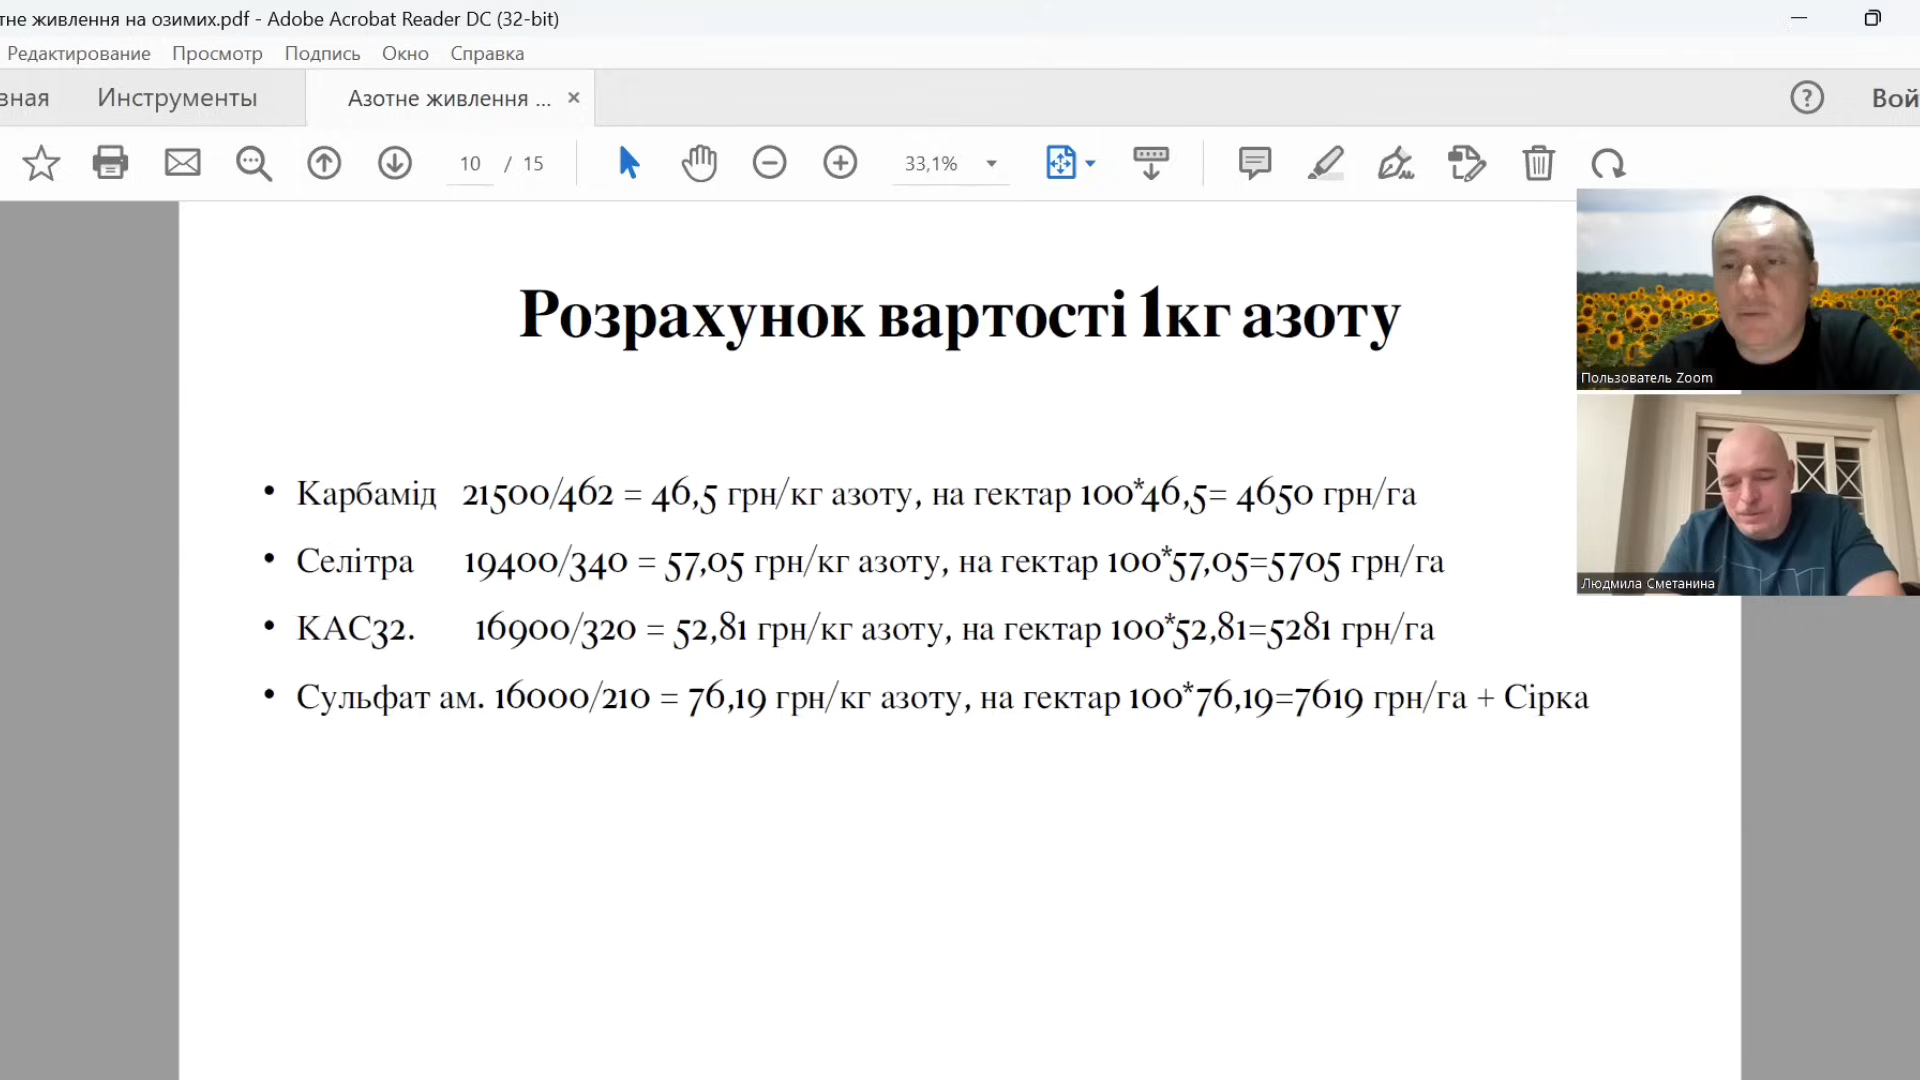 тне живлення на озимих.pdf - Adobe Acrobat Reader DC (32-bit)
Редактирование Просмотр Подпись Окно Справка
вная Инструменты Азотне живлення ... × ? Вой
10 / 15 33,1%
Розрахунок вартості 1кг азоту
Пользователь Zoom
• Карбамід 21500/462 = 46,5 грн/кг азоту, на гектар 100*46,5= 4650 грн/га
• Селітра 19400/340 = 57,05 грн/кг азоту, на гектар 100*57,05=5705 грн/га
Людмила Сметанина
• КАС32. 16900/320 = 52,81 грн/кг азоту, на гектар 100*52,81=5281 грн/га
• Сульфат ам. 16000/210 = 76,19 грн/кг азоту, на гектар 100*76,19=7619 грн/га + Сірка